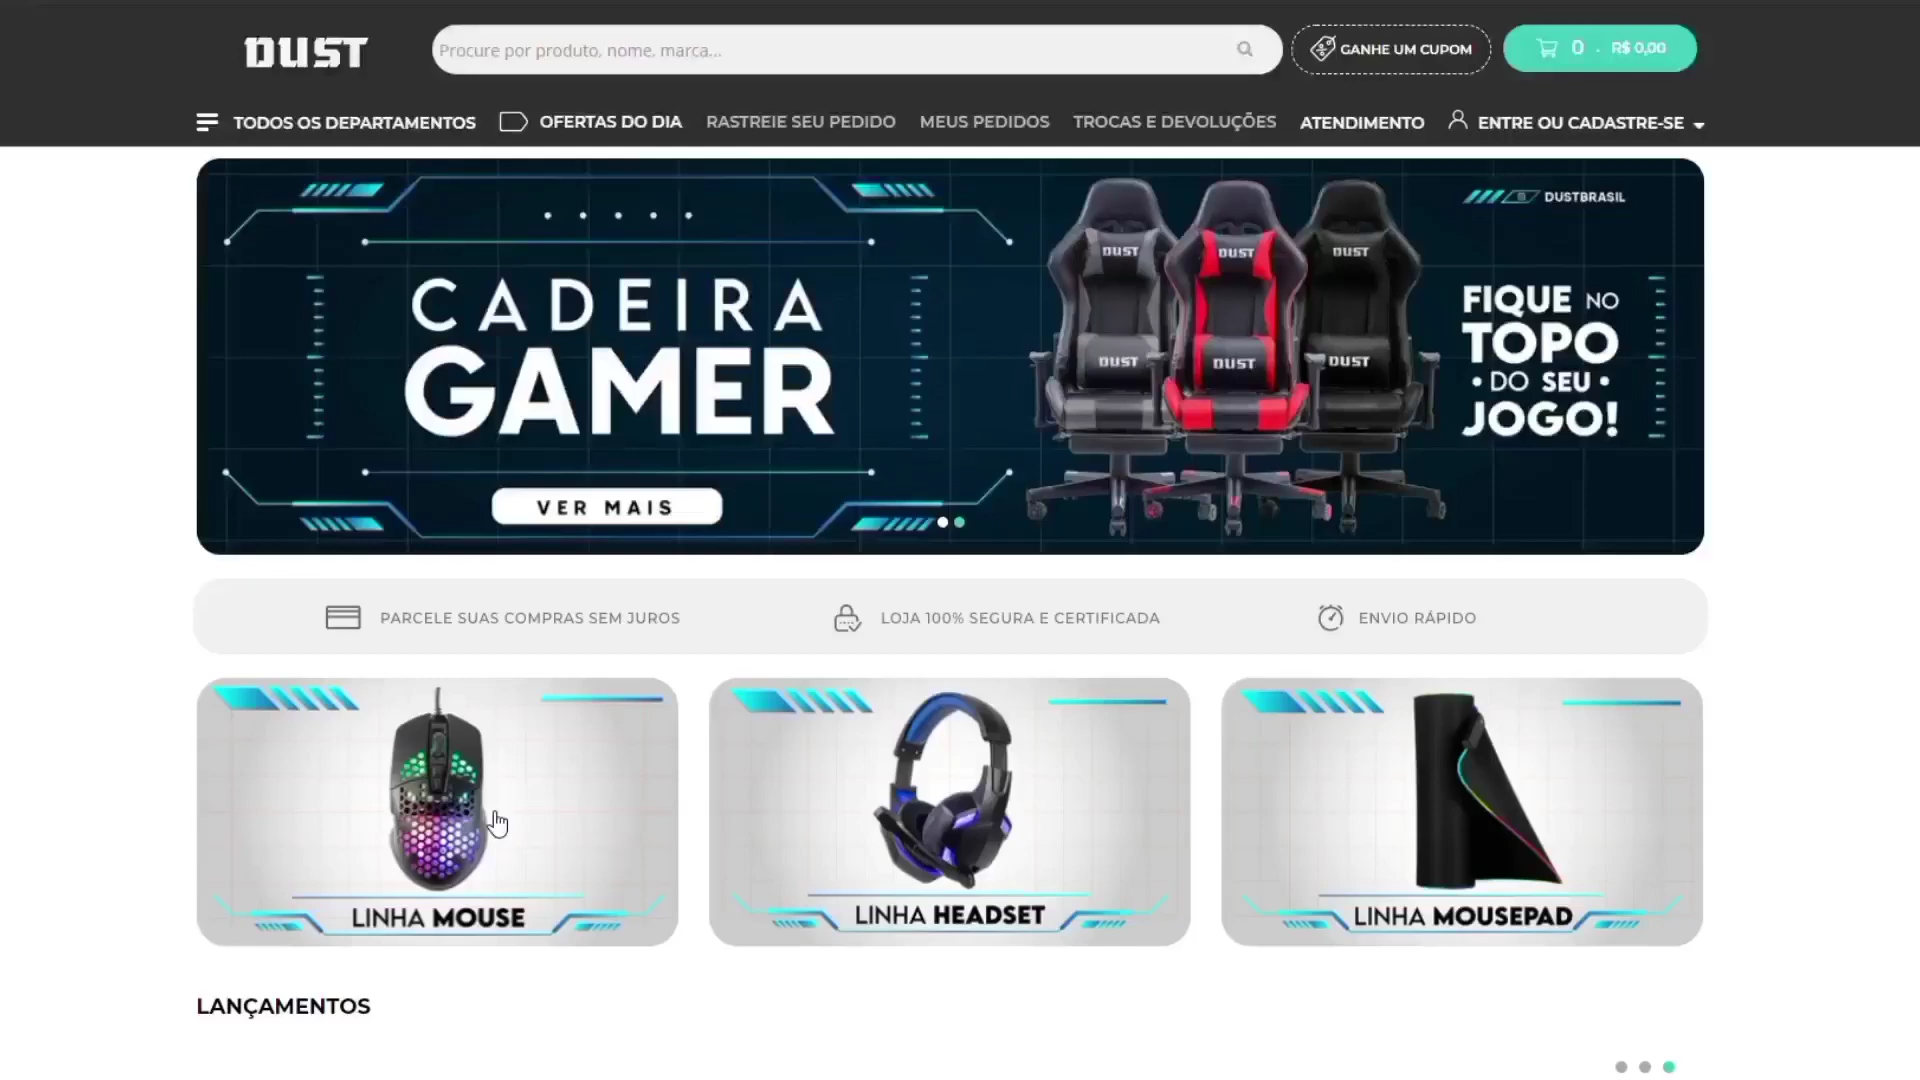 DUST
Procure por produto, nome, marca...
GANHE UM CUPOM
0 . R$ 0,00
TODOS OS DEPARTAMENTOS
OFERTAS DO DIA
RASTREIE SEU PEDIDO
MEUS PEDIDOS
TROCAS E DEVOLUÇÕES
ATENDIMENTO
ENTRE OU CADASTRE-SE
CADEIRA
GAMER
VER MAIS
DUST
DUST
DUST
DUST
DUST
DUST
DUSTBRASIL
FIQUE NO
TOPO
• DO SEU •
JOGO!
PARCELE SUAS COMPRAS SEM JUROS
LOJA 100% SEGURA E CERTIFICADA
ENVIO RÁPIDO
LINHA MOUSE
LINHA HEADSET
LINHA MOUSEPAD
LANÇAMENTOS